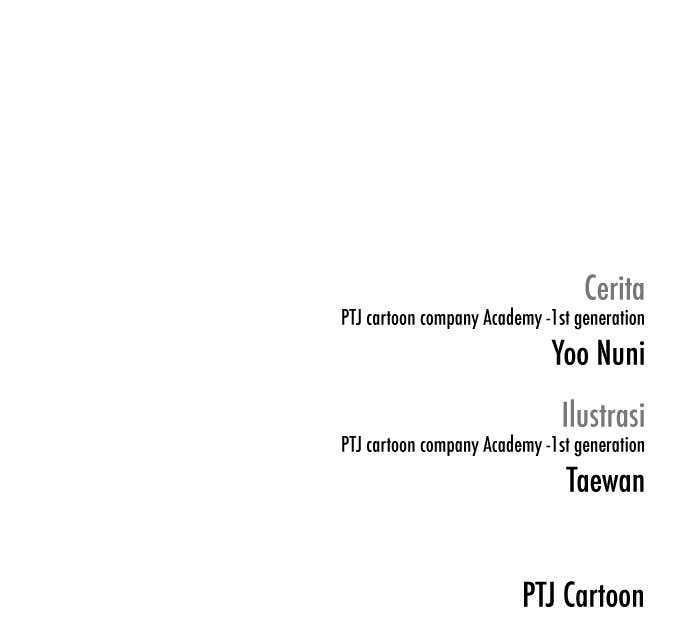 Cerita
PTJ cartoon company Academy -1st generation
Yoo Nuni
Ilustrasi
PTJ cartoon company Academy -1st generation
Taewan
PTJ Cartoon